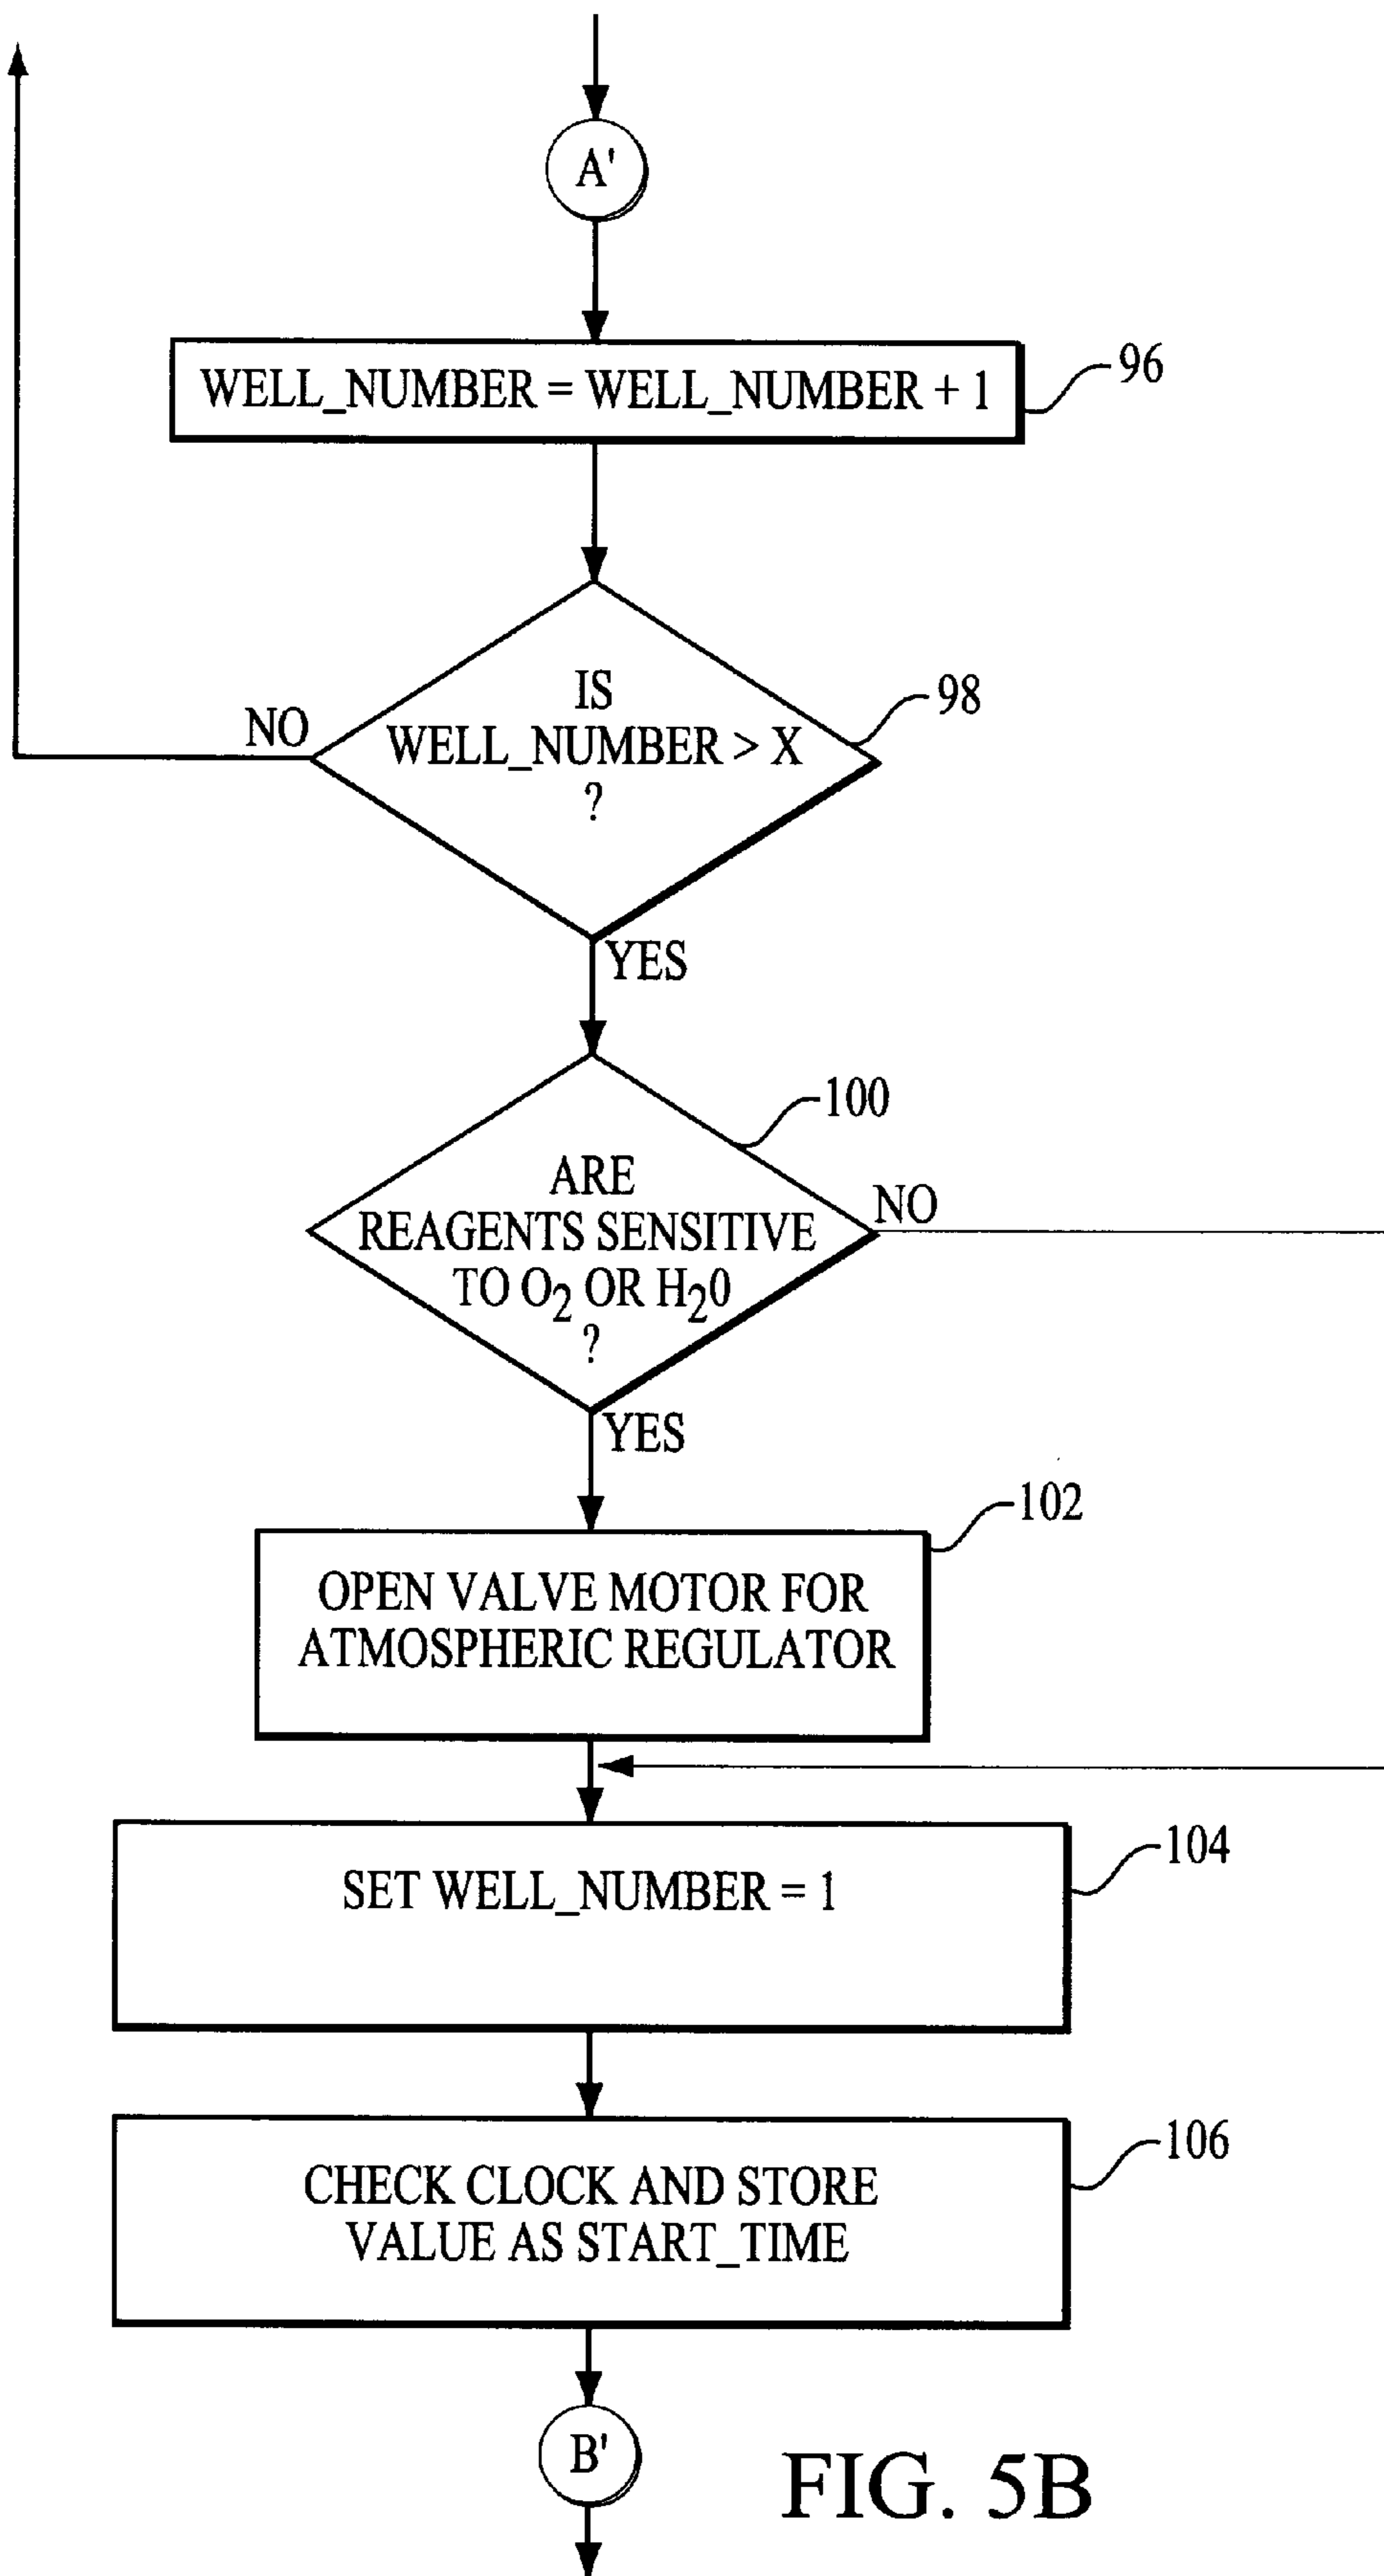 A'
WELL_NUMBER = WELL_NUMBER + 1
96
IS
WELL_NUMBER > X
?
98
NO
YES
100
ARE
REAGENTS SENSITIVE
TO O2 OR H20
?
NO
YES
102
OPEN VALVE MOTOR FOR
ATMOSPHERIC REGULATOR
104
SET WELL_NUMBER = 1
106
CHECK CLOCK AND STORE
VALUE AS START_TIME
B'
FIG. 5B